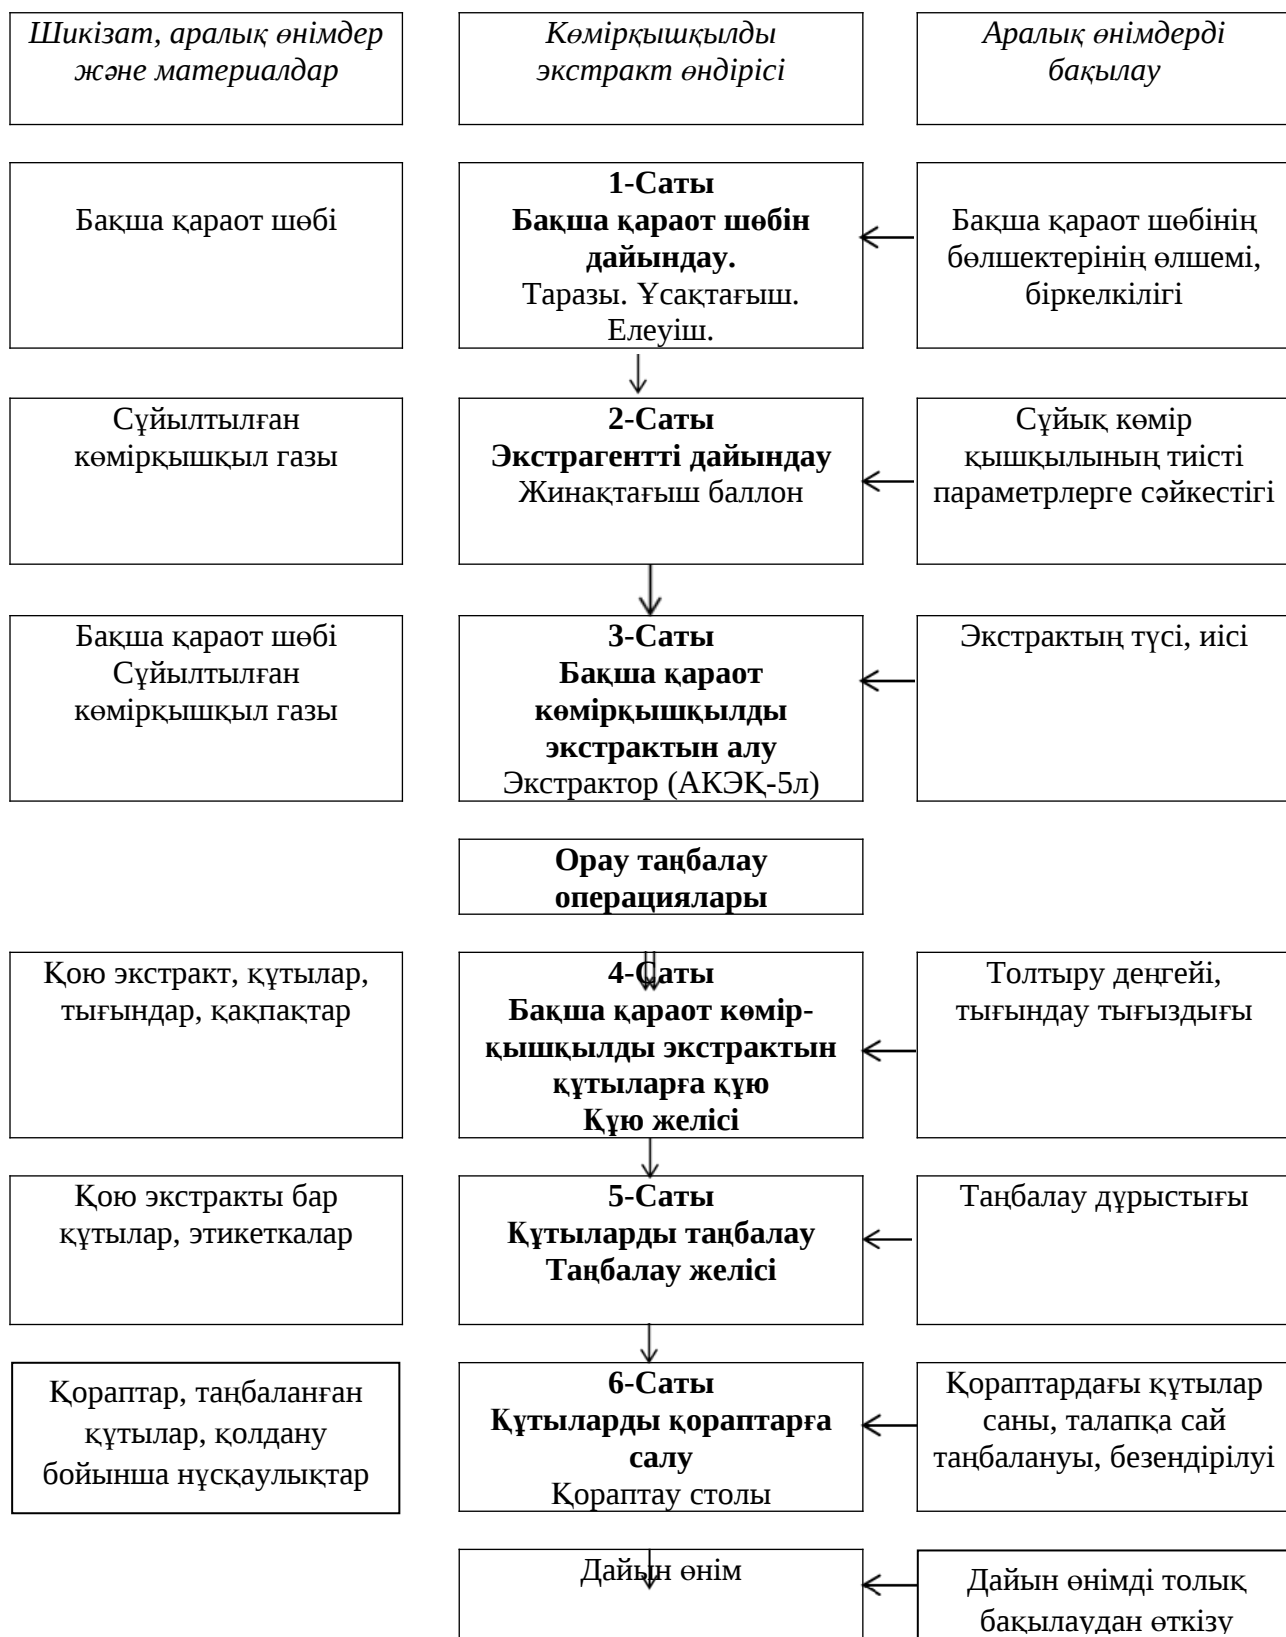 Шикізат, аралық өнімдер
және материалдар
Көмірқышқылды
экстракт өндірісі
Аралық өнімдерді
бақылау
Бақша қараот шөбі
1-Саты
Бақша қараот шөбін
дайындау.
Таразы. Ұсақтағыш.
Елеуіш.
Бақша қараот шөбінің
бөлшектерінің өлшемі,
біркелкілігі
Сұйылтылған
көмірқышқыл газы
2-Саты
Экстрагентті дайындау
Жинақтағыш баллон
Сұйық көмір
қышқылының тиісті
параметрлерге сәйкестігі
Бақша қараот шөбі
Сұйылтылған
көмірқышқыл газы
3-Саты
Бақша қараот
көмірқышқылды
экстрактын алу
Экстрактор (АКЭҚ-5л)
Экстрактың түсі, иісі
Орау таңбалау
операциялары
Қою экстракт, құтылар,
тығындар, қақпақтар
4-Саты
Бақша қараот көмір-
қышқылды экстрактын
құтыларға құю
Құю желісі
Толтыру деңгейі,
тығындау тығыздығы
Қою экстракты бар
құтылар, этикеткалар
5-Саты
Құтыларды таңбалау
Таңбалау желісі
Таңбалау дұрыстығы
Қораптар, таңбаланған
құтылар, қолдану
бойынша нұсқаулықтар
6-Саты
Құтыларды қораптарға
салу
Қораптау столы
Қораптардағы құтылар
саны, талапқа сай
таңбалануы, безендірілуі
Дайын өнім
Дайын өнімді толық
бақылаудан өткізу